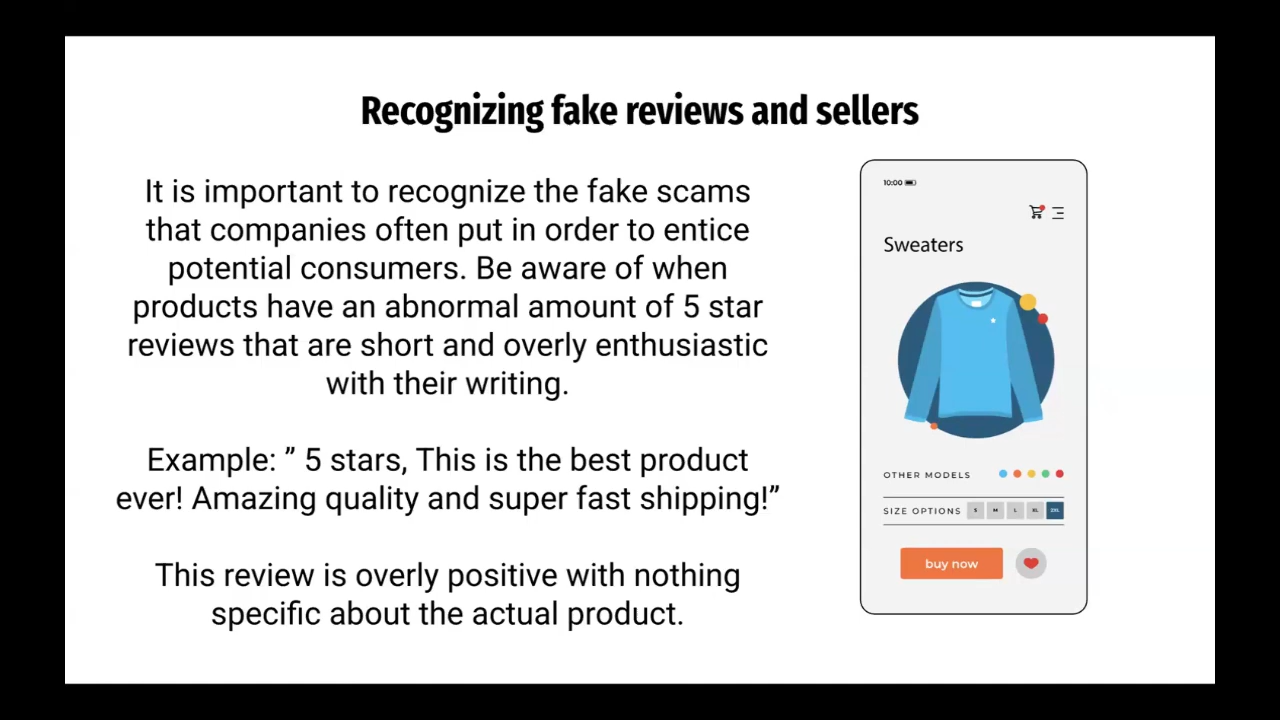 Recognizing fake reviews and sellers
It is important to recognize the fake scams
that companies often put in order to entice
potential consumers. Be aware of when
products have an abnormal amount of 5 star
reviews that are short and overly enthusiastic
with their writing.
Example: ” 5 stars, This is the best product
ever! Amazing quality and super fast shipping!”
This review is overly positive with nothing
specific about the actual product.
10:00
Sweaters
OTHER MODELS
SIZE OPTIONS S M L XL 2XL
buy now